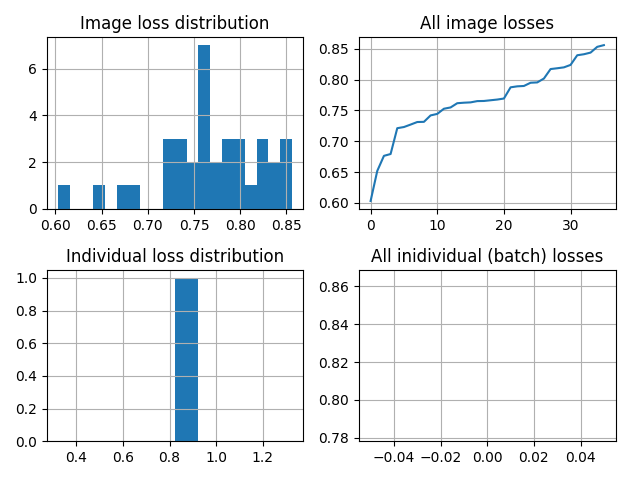 Image loss distribution
6
4
2
0
0.60 0.65 0.70 0.75 0.80 0.85
All image losses
0.85
0.80
0.75
0.70
0.65
0.60
0 10 20 30
Individual loss distribution
1.0
0.8
0.6
0.4
0.2
0.0
0.4 0.6 0.8 1.0 1.2
All inidividual (batch) losses
0.86
0.84
0.82
0.80
0.78
−0.04 −0.02 0.00 0.02 0.04